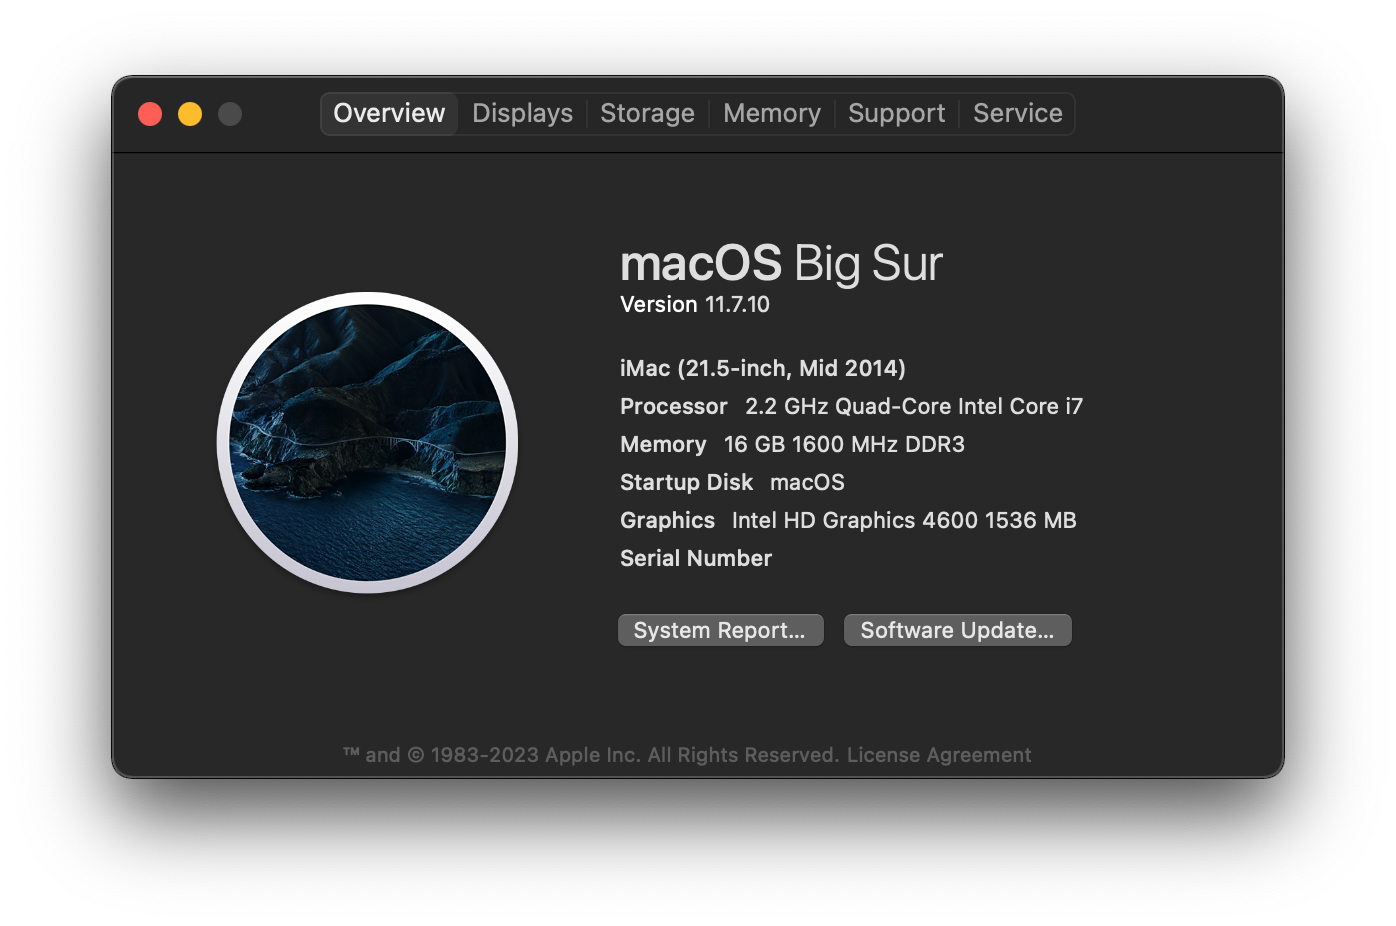 Overview Displays Storage Memory Support Service
macOS Big Sur
Version 11.7.10
iMac (21.5-inch, Mid 2014)
Processor 2.2 GHz Quad-Core Intel Core i7
Memory 16 GB 1600 MHz DDR3
Startup Disk macOS
Graphics Intel HD Graphics 4600 1536 MB
Serial Number
System Report... Software Update...
™ and © 1983-2023 Apple Inc. All Rights Reserved. License Agreement